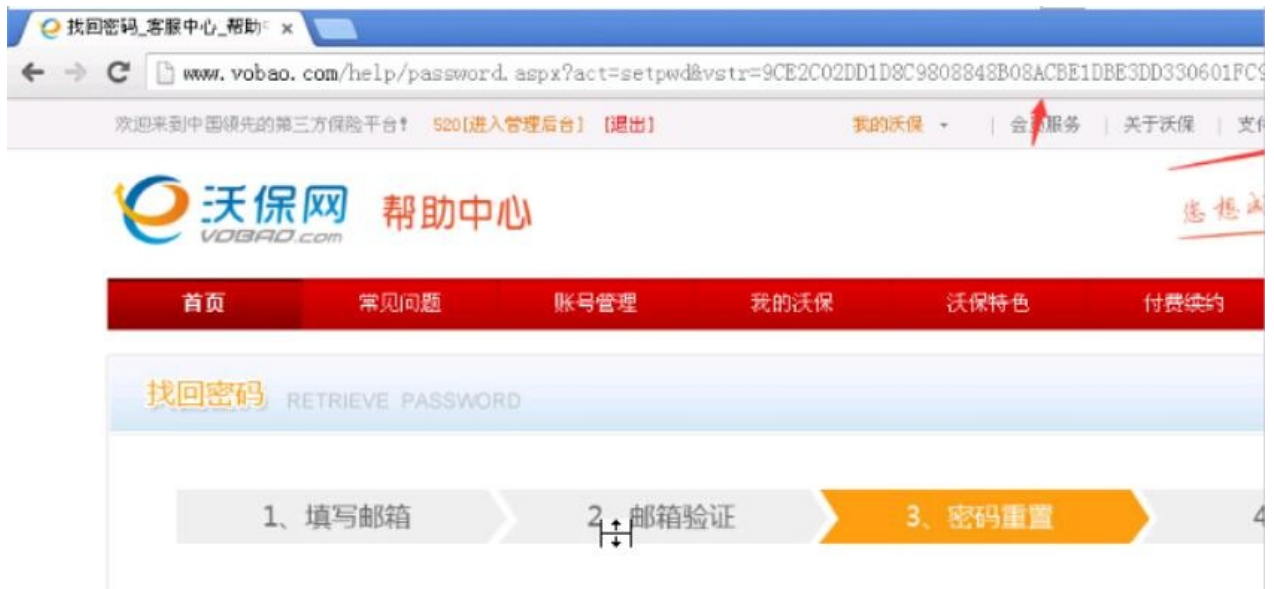 找回密码_客服中心_帮助
www.vobao.com/help/password.aspx?act=setpwd&vstr=9CE2C02DD1D8C9808848B08ACBE1DBE3DD330601FC9
欢迎来到中国领先的第三方保险平台! 520[进入管理后台] [退出] 我的沃保 | 会员服务 | 关于沃保 | 支付
沃保网 帮助中心 您想
VOBAO.com
首页 常见问题 账号管理 我的沃保 沃保特色 付费续约
找回密码 RETRIEVE PASSWORD
1、填写邮箱 2、邮箱验证 3、密码重置 4